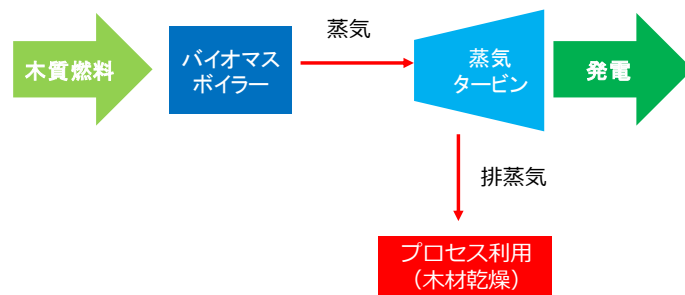 蒸気
木質燃料
バイオマス
ボイラー
蒸気
タービン
発電
排蒸気
プロセス利用
（木材乾燥）